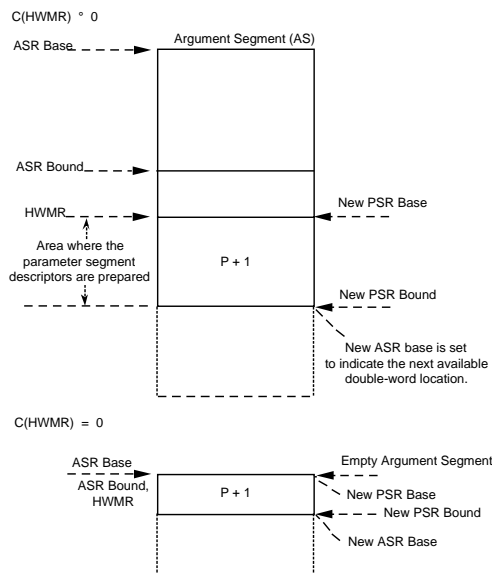 C(HWMR) ° 0
Argument Segment (AS)
ASR Base
ASR Bound
HWMR
New PSR Base
Area where the
parameter segment
descriptors are prepared
P + 1
New PSR Bound
New ASR base is set
to indicate the next available
double-word location.
C(HWMR) = 0
ASR Base
ASR Bound,
HWMR
P + 1
Empty Argument Segment
New PSR Base
New PSR Bound
New ASR Base